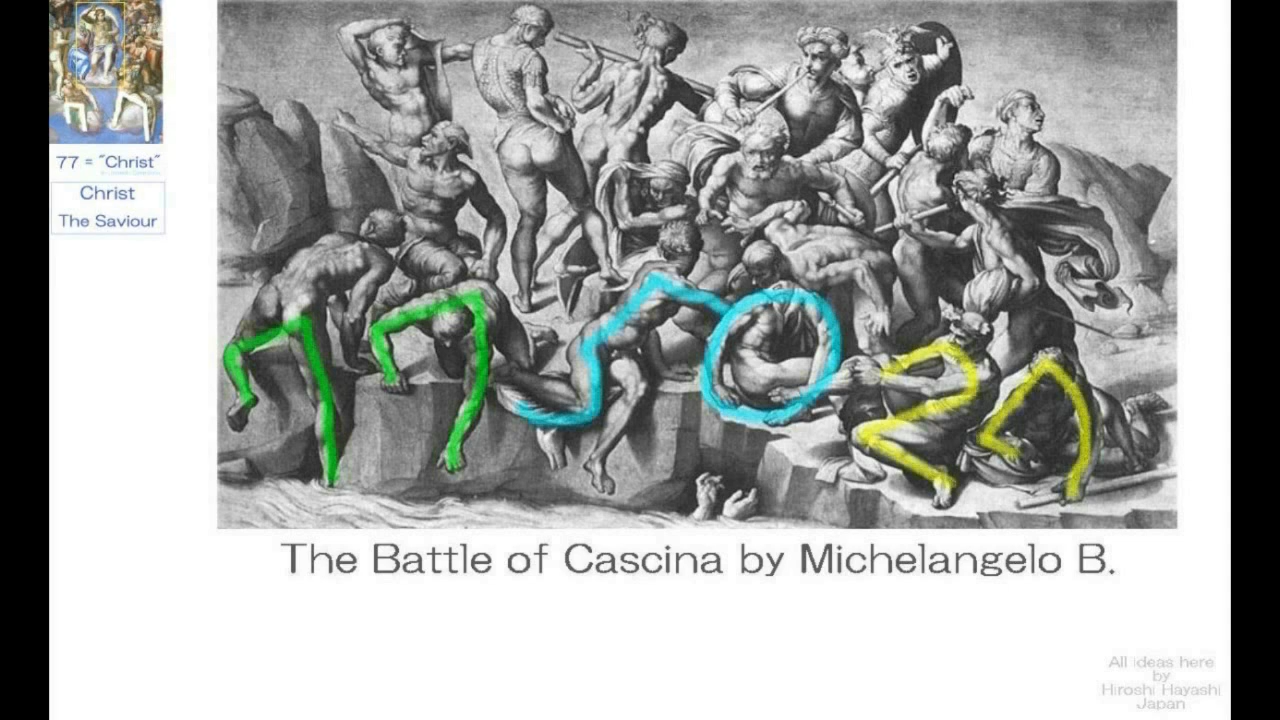 77 = "Christ"
Christ
The Saviour
The Battle of Cascina by Michelangelo B.
All ideas here
by
Hiroshi Hayashi
Japan